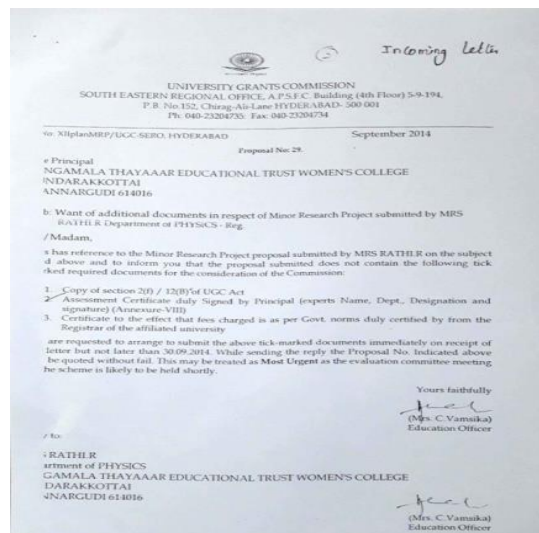 Incoming Letter
UNIVERSITY GRANTS COMMISSION
SOUTH EASTERN REGIONAL OFFICE, A.P.S.F.C. Building (4th Floor) 5-9-194,
P.B. No.152, Chirag-Ali-Lane HYDERABAD- 500 001
Ph: 040-23204735: Fax: 040-23204734
No: XIIplanMRP/UGC-SERO, HYDERABAD September 2014
Proposal No: 29.
e Principal
NGAMALA THAYAAAR EDUCATIONAL TRUST WOMEN'S COLLEGE
NDARAKKOTTAI
ANNARGUDI 614016
b: Want of additional documents in respect of Minor Research Project submitted by MRS
RATHI.R Department of PHYSICS - Reg.
/Madam,
s has reference to the Minor Research Project proposal submitted by MRS RATHI.R on the subject
d above and to inform you that the proposal submitted does not contain the following tick
rked required documents for the consideration of the Commission:
1. Copy of section 2(f) / 12(B) of UGC Act
2. Assessment Certificate duly Signed by Principal (experts Name, Dept., Designation and
signature) (Annexure-VIII)
3. Certificate to the effect that fees charged is as per Govt. norms duly certified by from the
Registrar of the affiliated university
are requested to arrange to submit the above tick-marked documents immediately on receipt of
letter but not later than 30.09.2014. While sending the reply the Proposal No. Indicated above
be quoted without fail. This may be treated as Most Urgent as the evaluation committee meeting
he scheme is likely to be held shortly.
Yours faithfully
(Mrs. C.Vamsika)
Education Officer
/ to:
RATHI.R
artment of PHYSICS
GAMALA THAYAAAR EDUCATIONAL TRUST WOMEN'S COLLEGE
DARAKKOTTAI
NNARGUDI 614016
(Mrs. C.Vamsika)
Education Officer